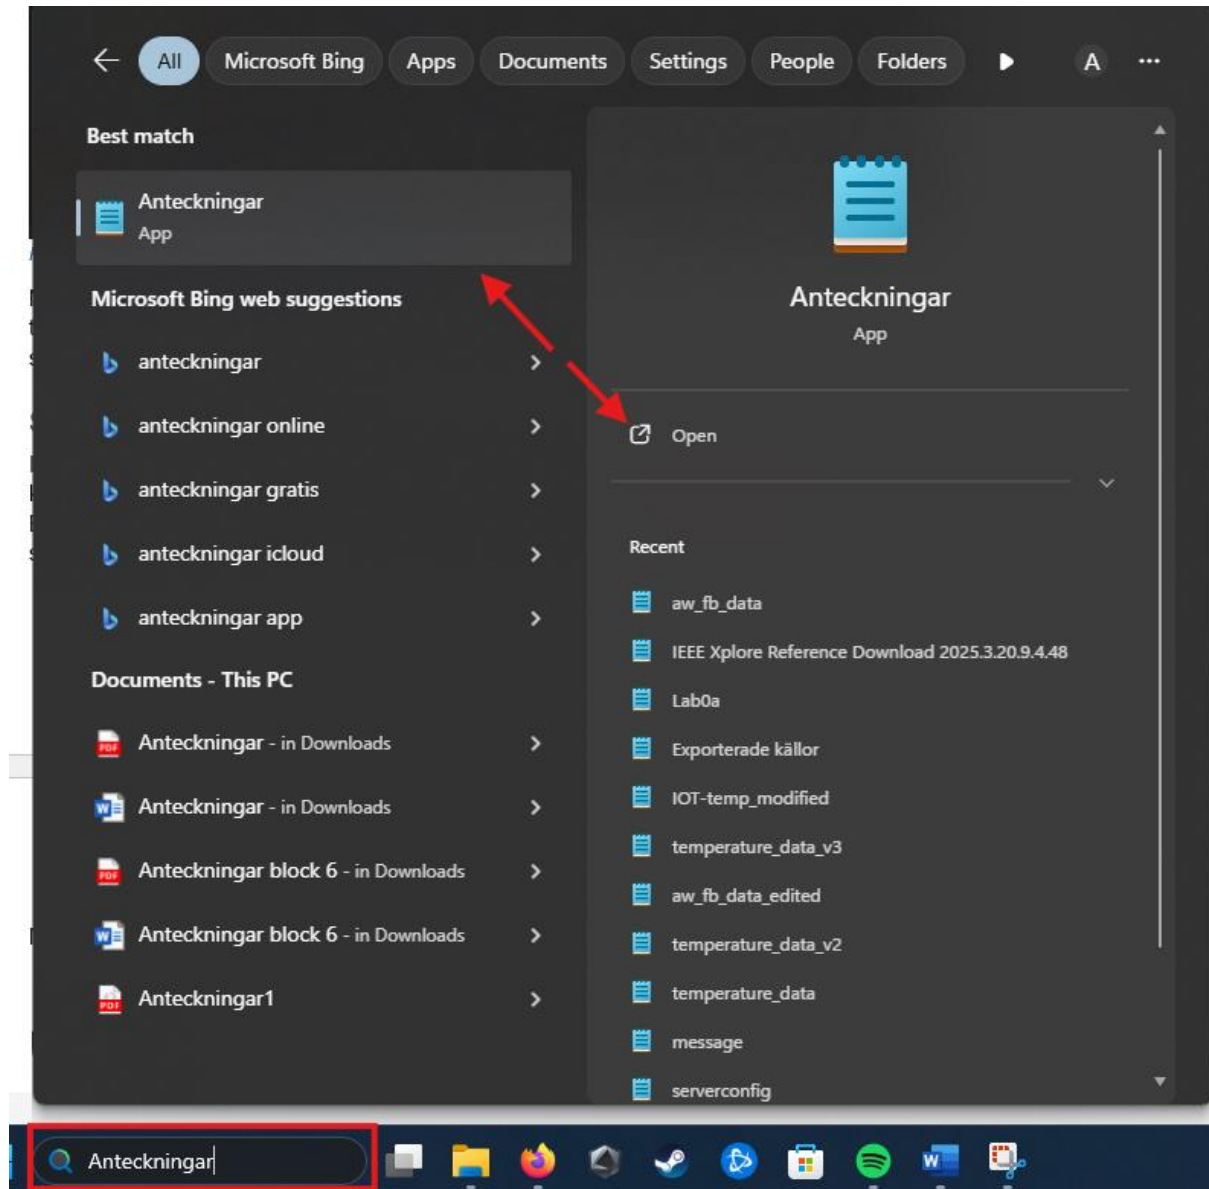 All
Microsoft Bing
Apps
Documents
Settings
People
Folders
A
Best match
Anteckningar
App
Microsoft Bing web suggestions
anteckningar
anteckningar online
anteckningar gratis
anteckningar icloud
anteckningar app
Documents - This PC
Anteckningar - in Downloads
Anteckningar - in Downloads
Anteckningar block 6 - in Downloads
Anteckningar block 6 - in Downloads
Anteckningar1
Anteckningar
App
Open
Recent
aw_fb_data
IEEE Xplore Reference Download 2025.3.20.9.4.48
Lab0a
Exporterade källor
IOT-temp_modified
temperature_data_v3
aw_fb_data_edited
temperature_data_v2
temperature_data
message
serverconfig
Anteckningar